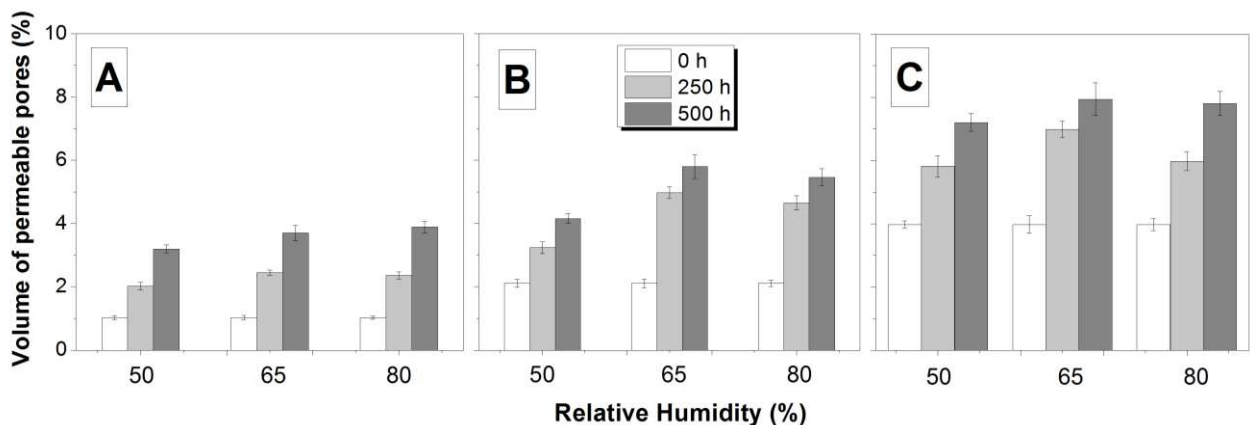 Volume of permeable pores (%)
10
8
6
4
2
0
A
B
C
0 h
250 h
500 h
50 65 80 50 65 80 50 65 80
Relative Humidity (%)